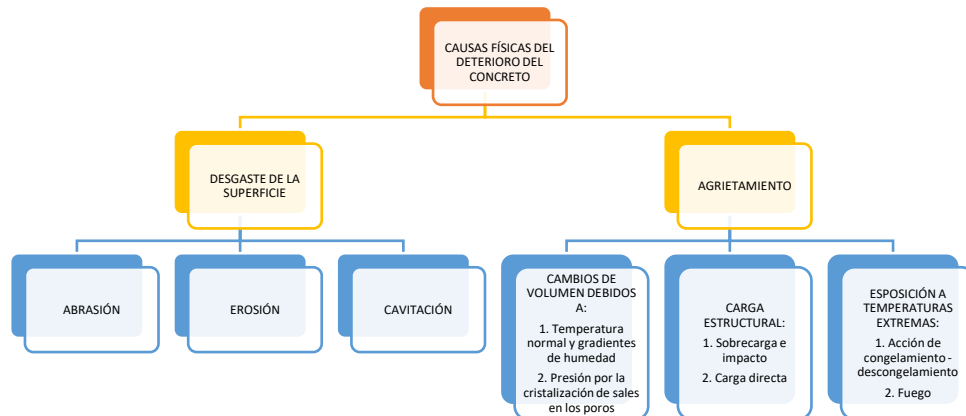 CAUSAS FÍSICAS DEL
DETERIORO DEL
CONCRETO
DESGASTE DE LA
SUPERFICIE
AGRIETAMIENTO
ABRASIÓN
EROSIÓN
CAVITACIÓN
CAMBIOS DE
VOLUMEN DEBIDOS
A:
1. Temperatura
normal y gradientes
de humedad
2. Presión por la
cristalización de sales
en los poros
CARGA
ESTRUCTURAL:
1. Sobrecarga e
impacto
2. Carga directa
ESPOSICIÓN A
TEMPERATURAS
EXTREMAS:
1. Acción de
congelamiento -
descongelamiento
2. Fuego